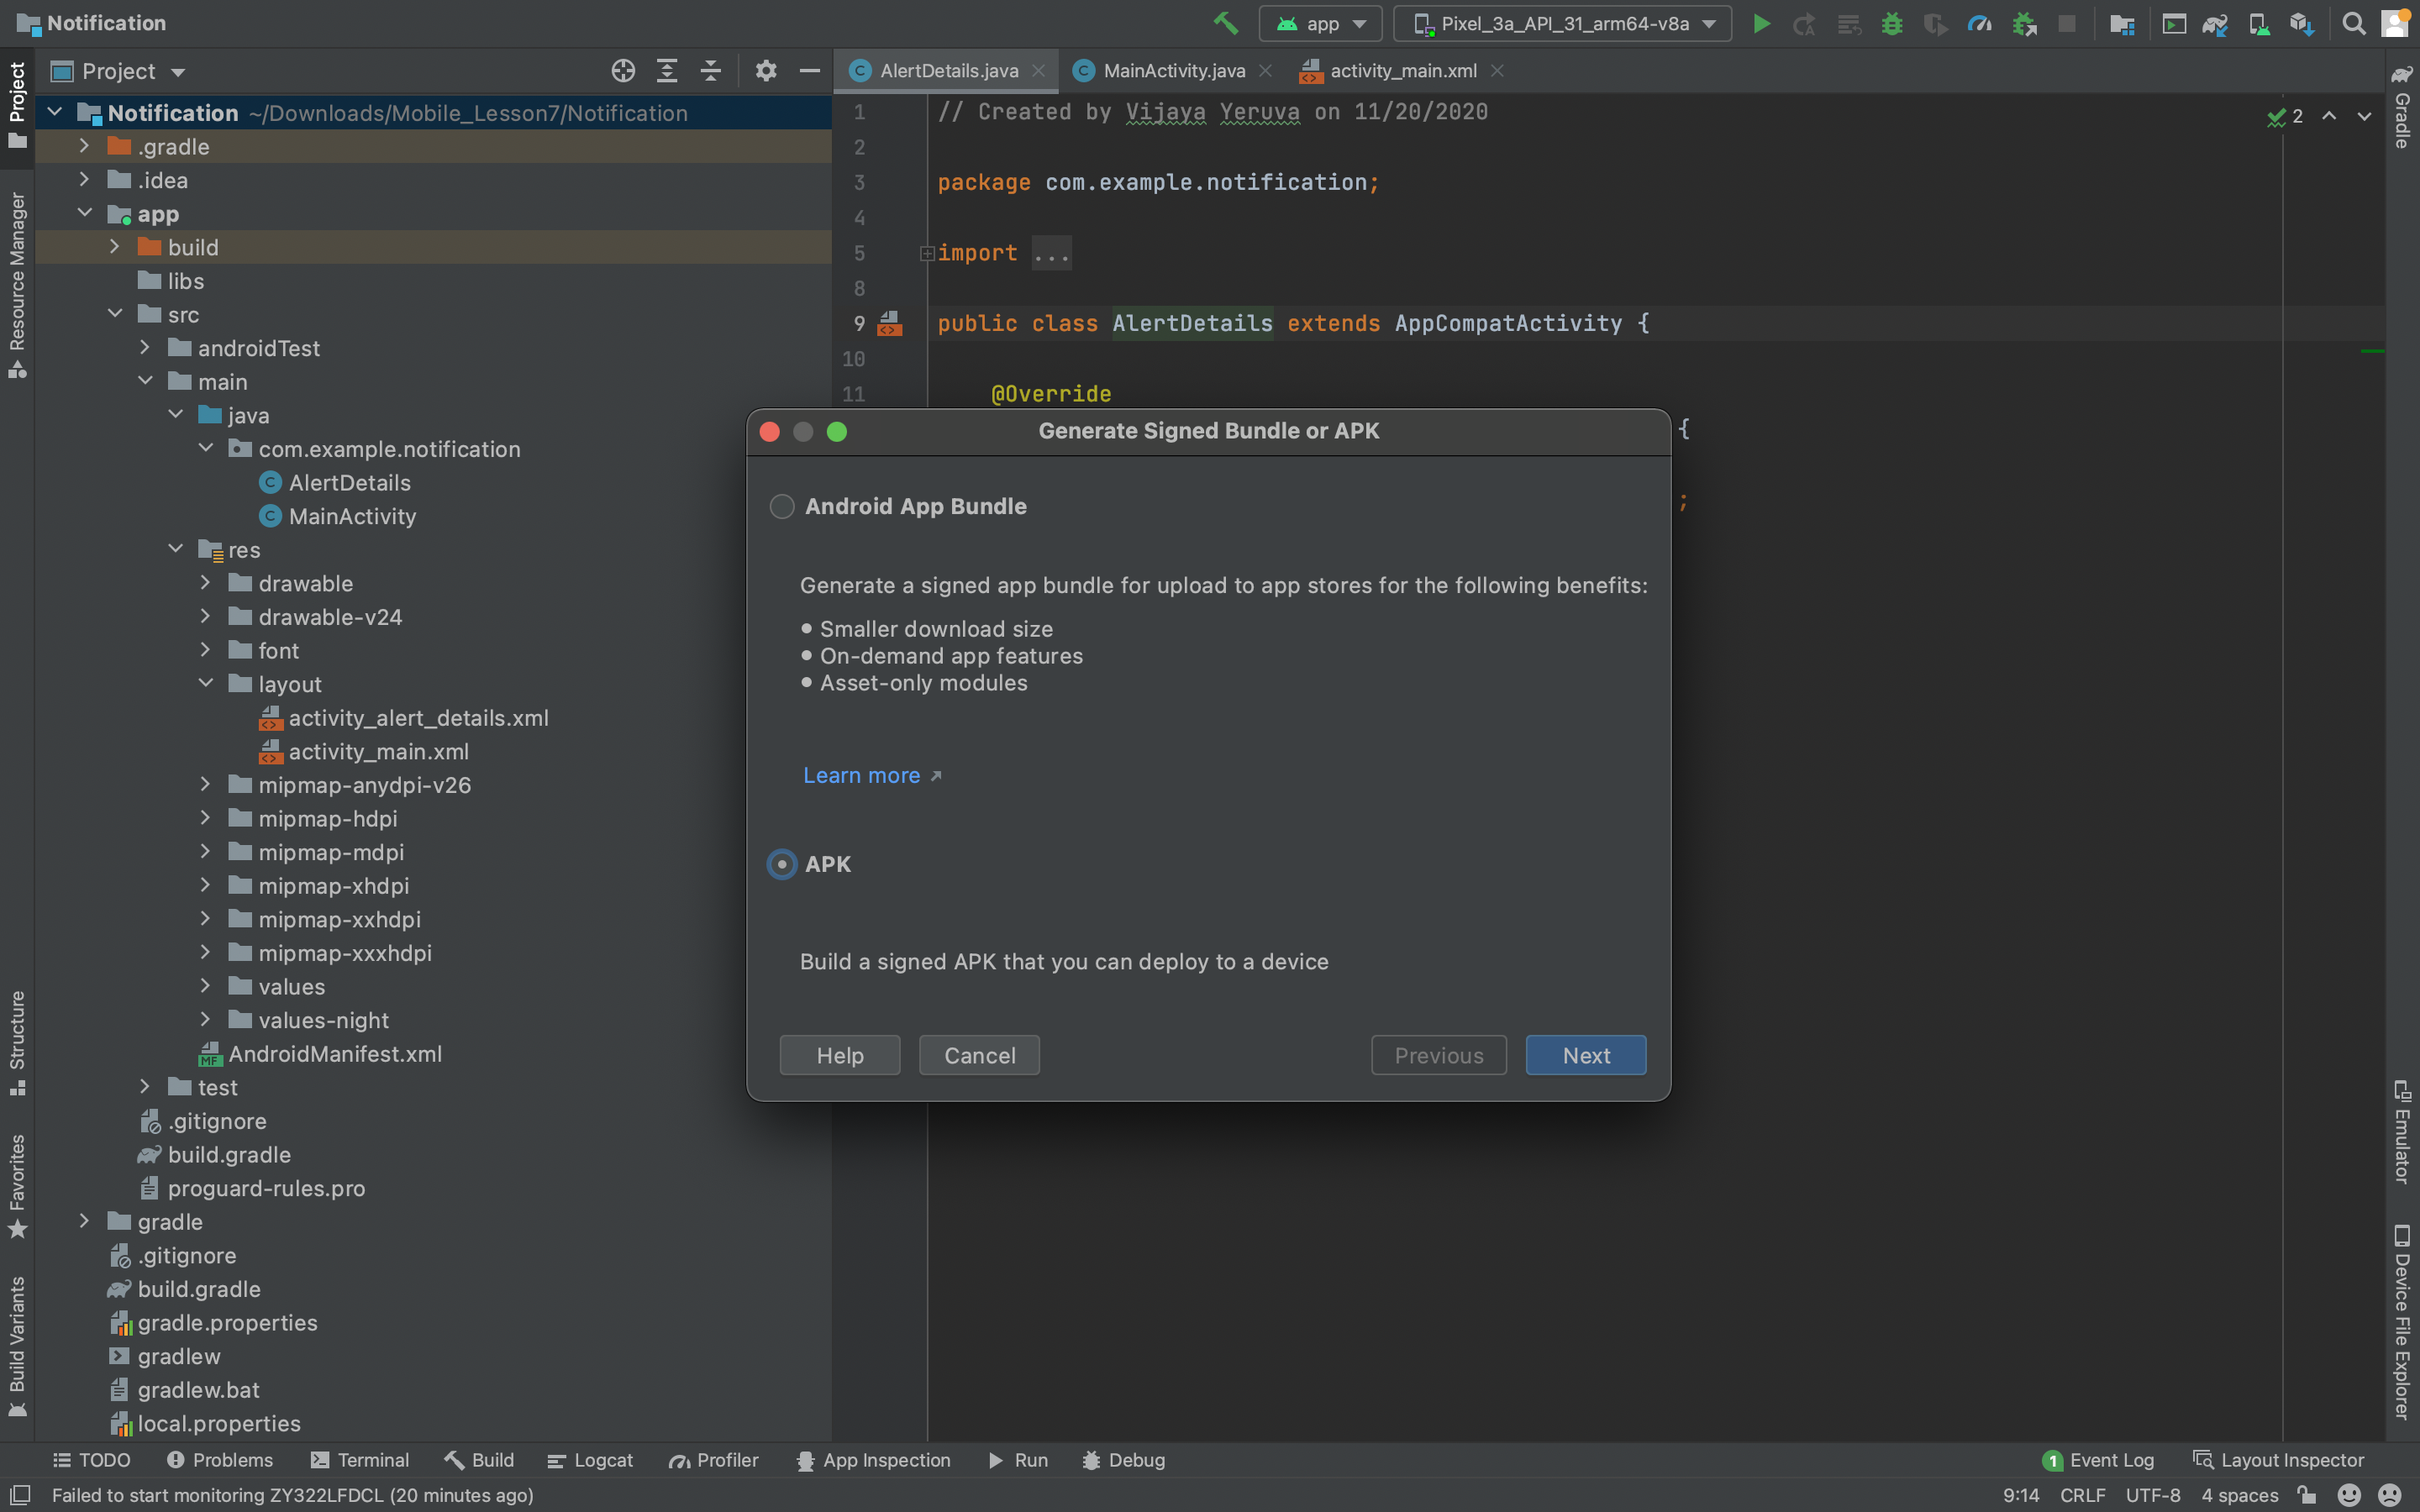 Notification
app
Pixel_3a_API_31_arm64-v8a
Project
Project
AlertDetails.java
MainActivity.java
activity_main.xml
Gradle
Resource Manager
Structure
Favorites
Build Variants
Emulator
Device File Explorer
Notification ~/Downloads/Mobile_Lesson7/Notification
.gradle
.idea
app
build
libs
src
androidTest
main
java
com.example.notification
AlertDetails
MainActivity
res
drawable
drawable-v24
font
layout
activity_alert_details.xml
activity_main.xml
mipmap-anydpi-v26
mipmap-hdpi
mipmap-mdpi
mipmap-xhdpi
mipmap-xxhdpi
mipmap-xxxhdpi
values
values-night
AndroidManifest.xml
test
.gitignore
build.gradle
proguard-rules.pro
gradle
.gitignore
build.gradle
gradle.properties
gradlew
gradlew.bat
local.properties
1 // Created by Vijaya Yeruva on 11/20/2020
2
2
3 package com.example.notification;
4
5 import ...
8
9 public class AlertDetails extends AppCompatActivity {
10
11 @Override
{
;
Generate Signed Bundle or APK
Android App Bundle
Generate a signed app bundle for upload to app stores for the following benefits:
• Smaller download size
• On-demand app features
• Asset-only modules
Learn more
APK
Build a signed APK that you can deploy to a device
Help
Cancel
Previous
Next
TODO
Problems
Terminal
Build
Logcat
Profiler
App Inspection
Run
Debug
1 Event Log
Layout Inspector
Failed to start monitoring ZY322LFDCL (20 minutes ago)
9:14
CRLF
UTF-8
4 spaces